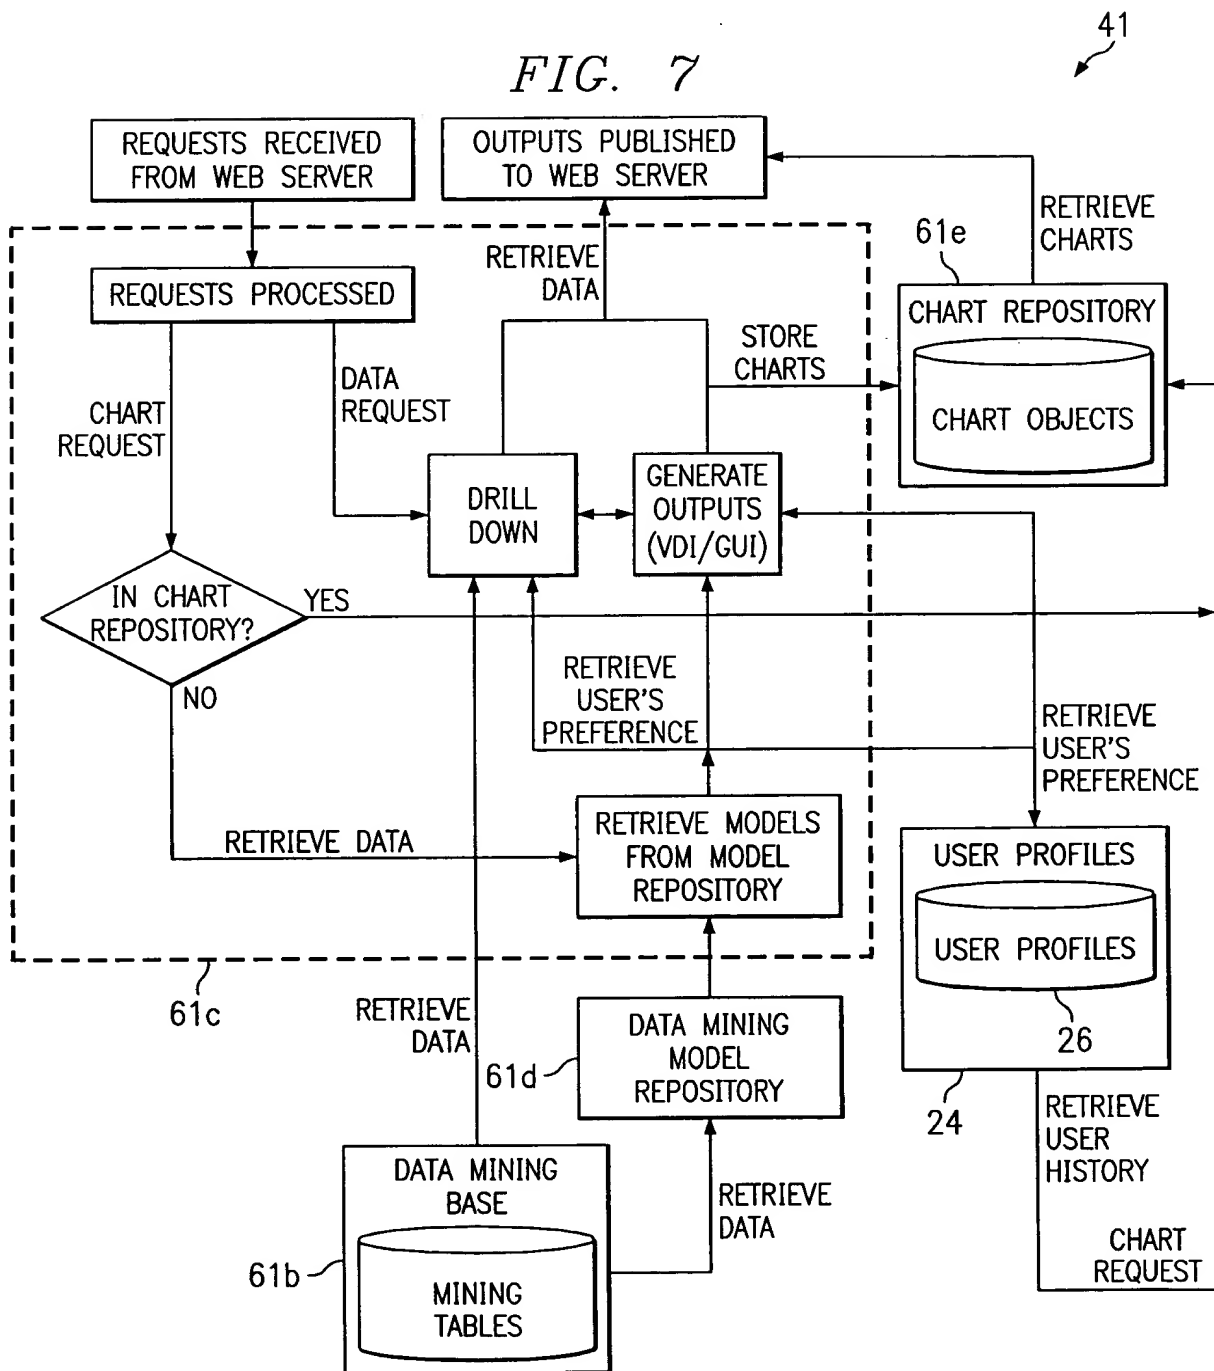 41
FIG. 7
REQUESTS RECEIVED
FROM WEB SERVER
OUTPUTS PUBLISHED
TO WEB SERVER
RETRIEVE
CHARTS
61e
RETRIEVE
DATA
REQUESTS PROCESSED
CHART REPOSITORY
CHART OBJECTS
STORE
CHARTS
DATA
REQUEST
CHART
REQUEST
DRILL
DOWN
GENERATE
OUTPUTS
(VDI/GUI)
IN CHART
REPOSITORY?
YES
NO
RETRIEVE
USER'S
PREFERENCE
RETRIEVE
USER'S
PREFERENCE
RETRIEVE DATA
RETRIEVE MODELS
FROM MODEL
REPOSITORY
USER PROFILES
USER PROFILES
26
24
61c
RETRIEVE
DATA
61d
DATA MINING
MODEL
REPOSITORY
RETRIEVE
USER
HISTORY
DATA MINING
BASE
RETRIEVE
DATA
61b
MINING
TABLES
CHART
REQUEST